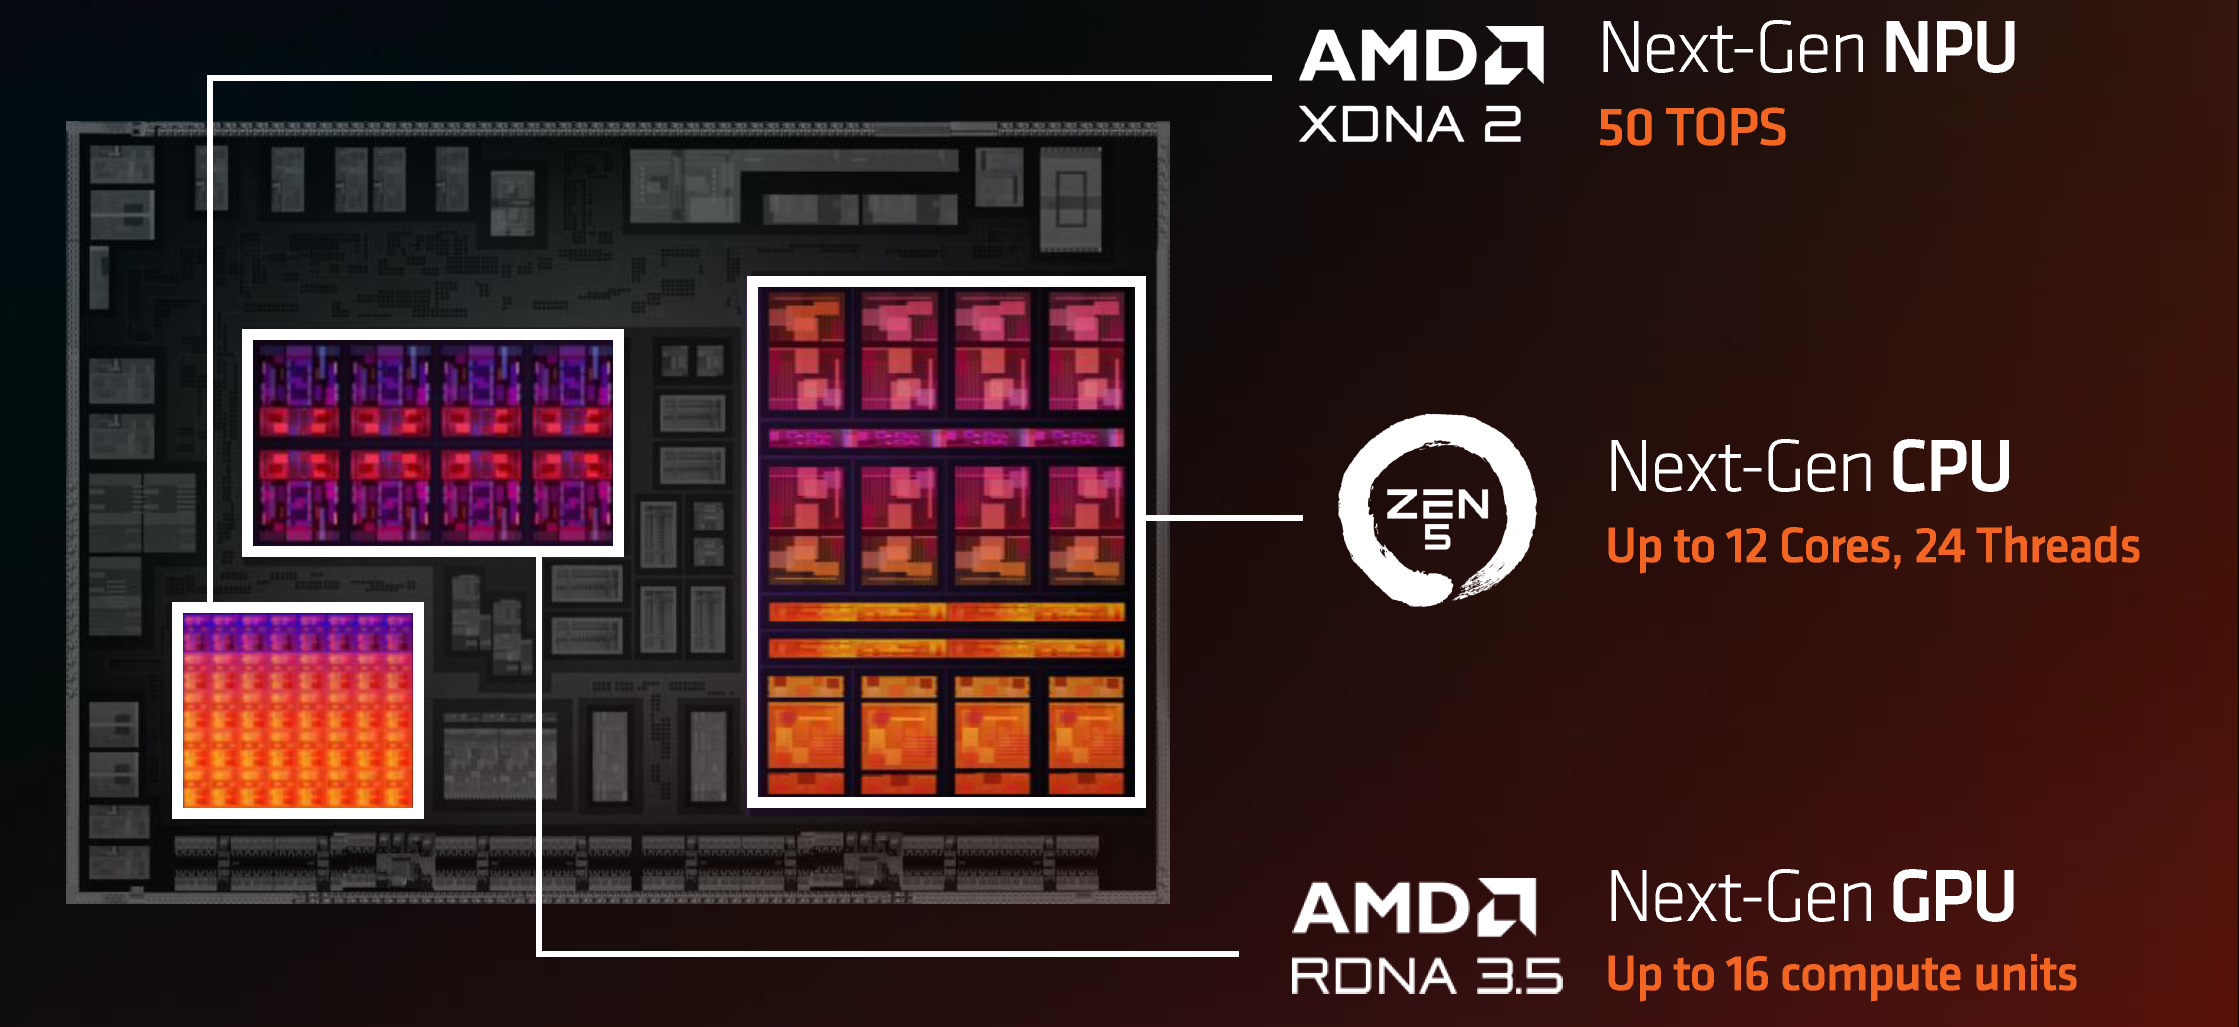 AMD
XDNA 2
Next-Gen NPU
50 TOPS
ZEN
5
Next-Gen CPU
Up to 12 Cores, 24 Threads
AMD
RDNA 3.5
Next-Gen GPU
Up to 16 compute units